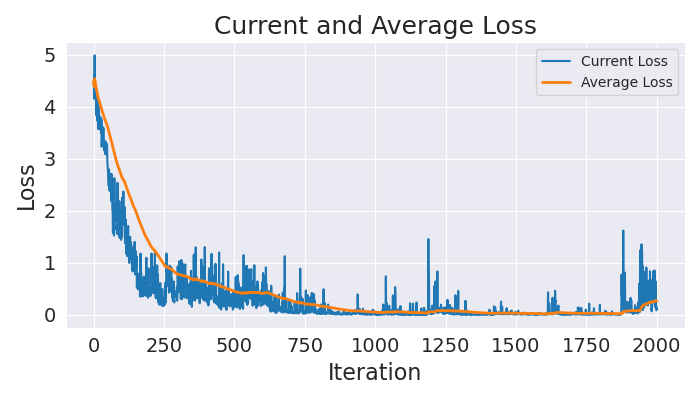 Current and Average Loss
Current Loss
Average Loss
Loss
5
4
3
2
1
0
0 250 500 750 1000 1250 1500 1750 2000
Iteration